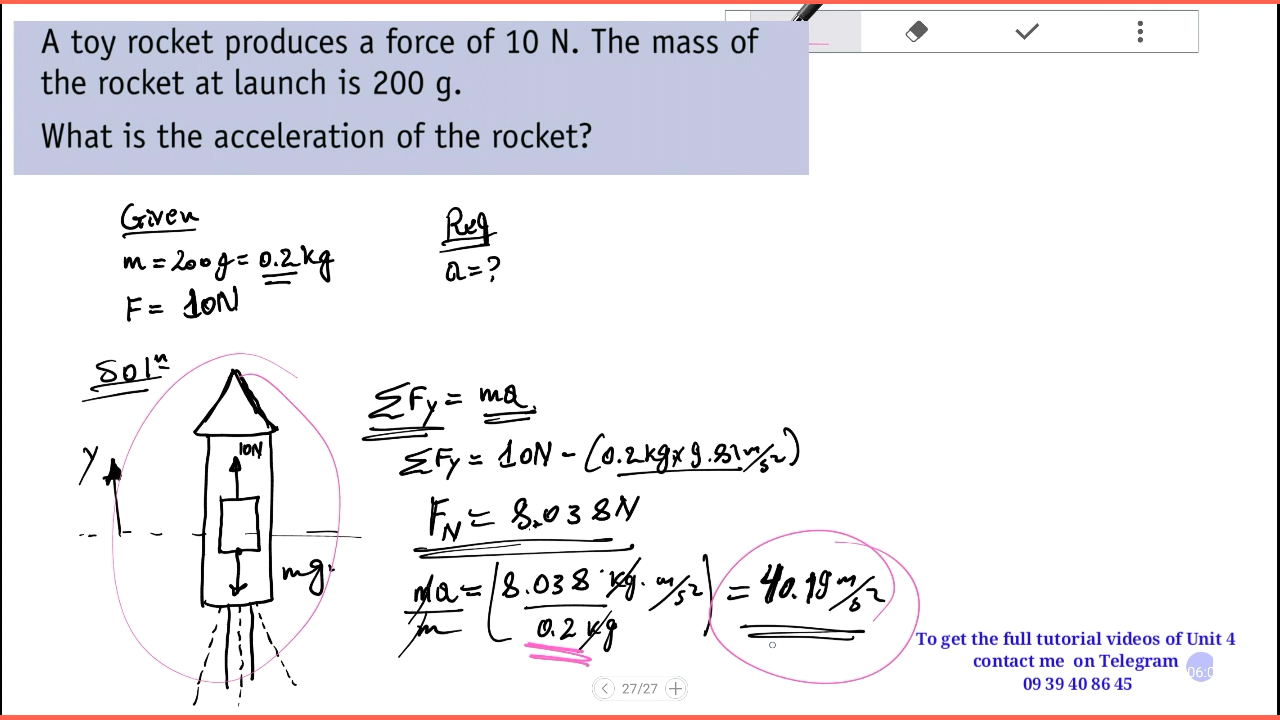 A toy rocket produces a force of 10 N. The mass of
the rocket at launch is 200 g.
What is the acceleration of the rocket?
Given
m = 200g = 0.2kg
F = 10N
Req
a = ?
Solⁿ
y
10N
mg
ΣFy = ma
ΣFy = 10N - (0.2kg x 9.81 m/s²)
F_N = 8.038N
ma/m = (8.038 kg. m/s² / 0.2 kg) = 40.19 m/s²
27/27
To get the full tutorial videos of Unit 4
contact me on Telegram
09 39 40 86 45